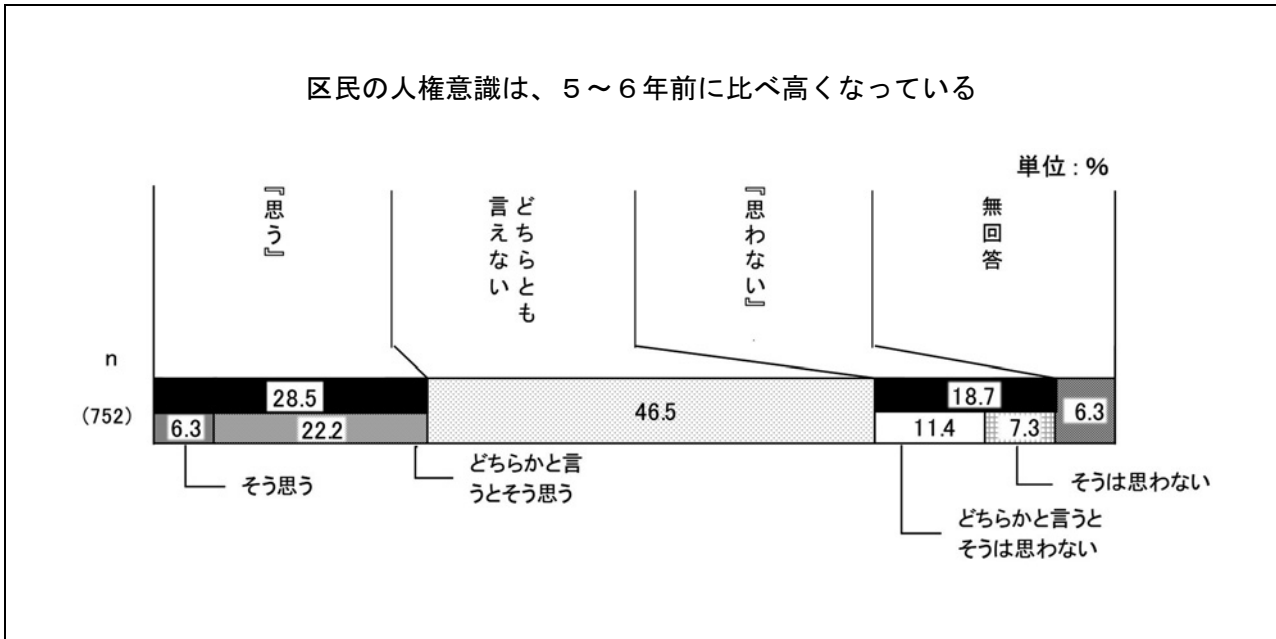 区民の人権意識は、５～６年前に比べ高くなっている
単位：％
『思う』
どちらとも
言えない
『思わない』
無回答
n
(752)
28.5
6.3
22.2
46.5
18.7
11.4
7.3
6.3
そう思う
どちらかと言
うとそう思う
そうは思わない
どちらかと言うと
そうは思わない